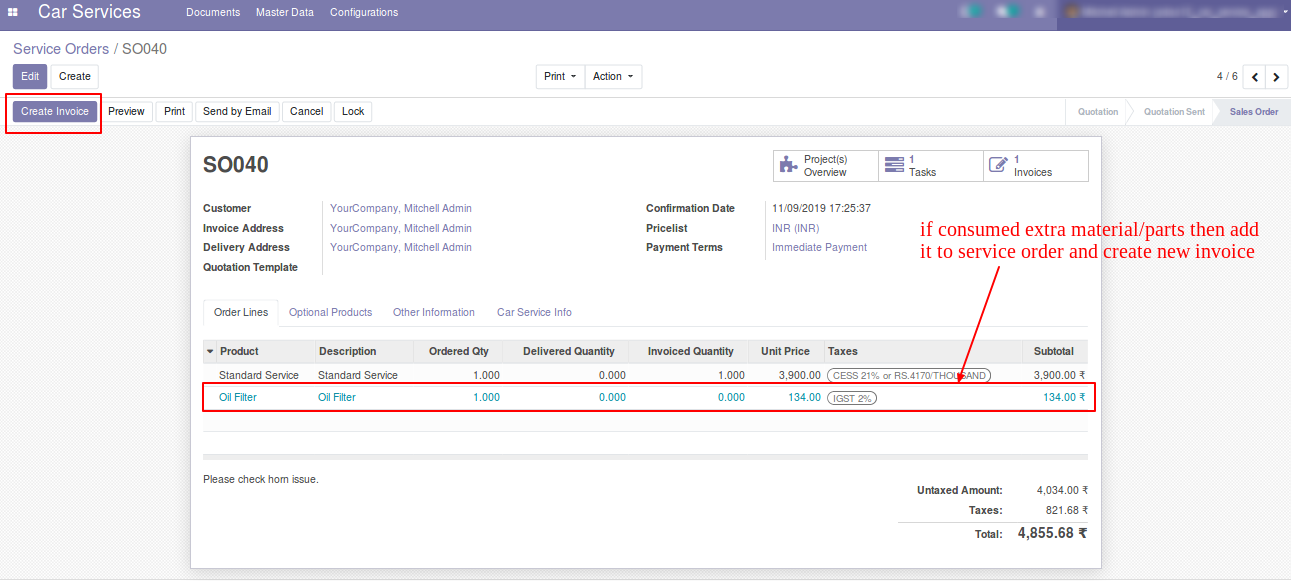 Car Services Documents Master Data Configurations
Service Orders / SO040
Edit Create Print Action 4 / 6
Create Invoice Preview Print Send by Email Cancel Lock Quotation Quotation Sent Sales Order
SO040
Project(s) Overview
1 Tasks
1 Invoices
Customer YourCompany, Mitchell Admin
Invoice Address YourCompany, Mitchell Admin
Delivery Address YourCompany, Mitchell Admin
Quotation Template
Confirmation Date 11/09/2019 17:25:37
Pricelist INR (INR)
Payment Terms Immediate Payment
if consumed extra material/parts then add
it to service order and create new invoice
Order Lines Optional Products Other Information Car Service Info
Product Description Ordered Qty Delivered Quantity Invoiced Quantity Unit Price Taxes Subtotal
Standard Service Standard Service 1.000 0.000 1.000 3,900.00 CESS 21% or RS.4170/THOUSAND 3,900.00 ₹
Oil Filter Oil Filter 1.000 0.000 0.000 134.00 IGST 2% 134.00 ₹
Please check horn issue.
Untaxed Amount: 4,034.00 ₹
Taxes: 821.68 ₹
Total: 4,855.68 ₹